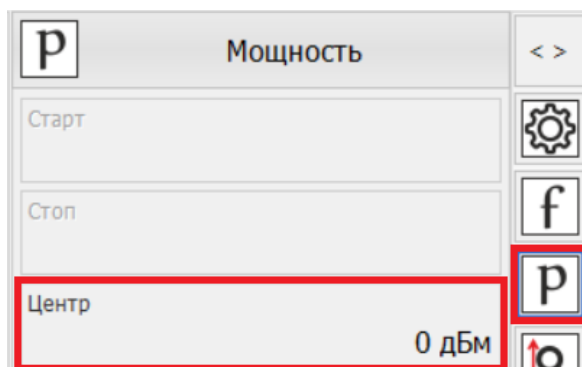 p Мощность < >
Старт
Стоп
f
p
Центр
0 дБм